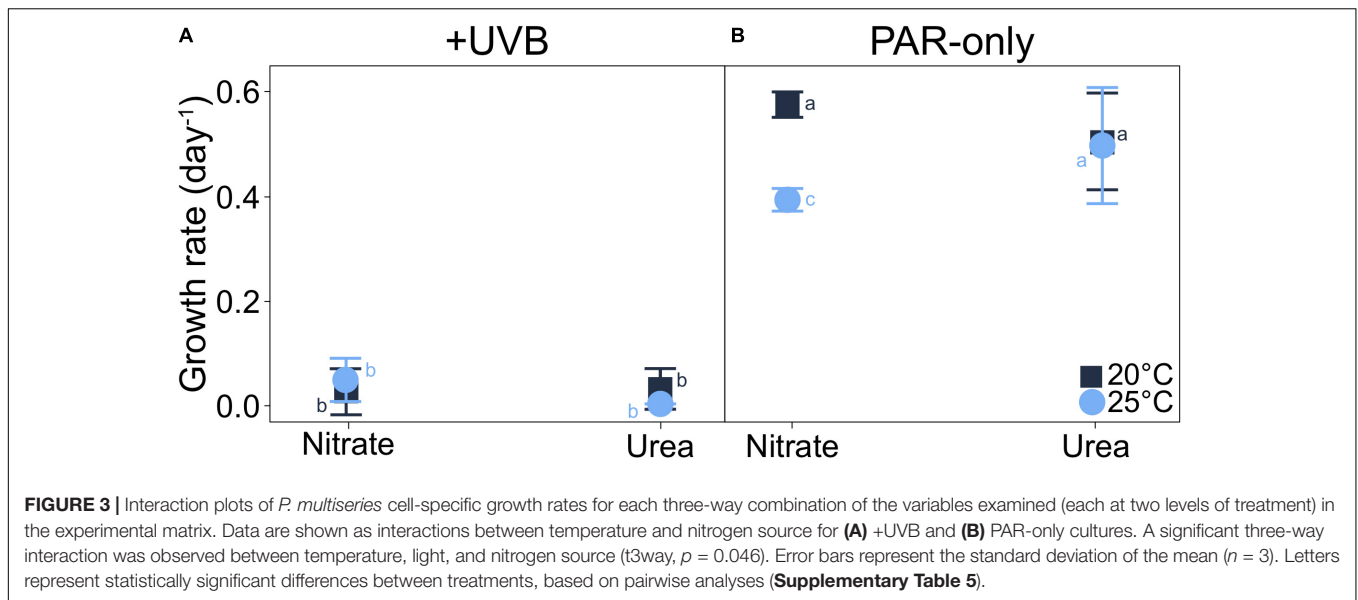 A
+UVB
B
PAR-only
Growth rate (day-1)
0.6
0.4
0.2
0.0
a
c
a
a
b
b
b
b
20°C
25°C
Nitrate
Urea
Nitrate
Urea
FIGURE 3 | Interaction plots of P. multiseries cell-specific growth rates for each three-way combination of the variables examined (each at two levels of treatment) in
the experimental matrix. Data are shown as interactions between temperature and nitrogen source for (A) +UVB and (B) PAR-only cultures. A significant three-way
interaction was observed between temperature, light, and nitrogen source (t3way, p = 0.046). Error bars represent the standard deviation of the mean (n = 3). Letters
represent statistically significant differences between treatments, based on pairwise analyses (Supplementary Table 5).